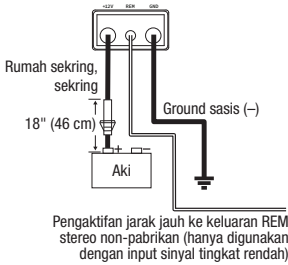 +12V REM GND
Rumah sekring,
sekring
18" (46 cm)
Ground sasis (–)
+ –
Aki
Pengaktifan jarak jauh ke keluaran REM
stereo non-pabrikan (hanya digunakan
dengan input sinyal tingkat rendah)